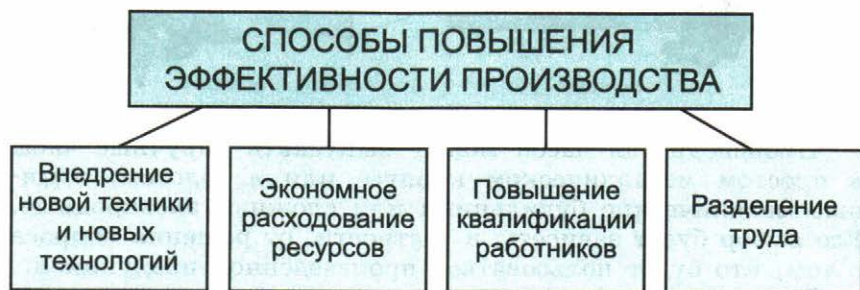 СПОСОБЫ ПОВЫШЕНИЯ
ЭФФЕКТИВНОСТИ ПРОИЗВОДСТВА
Внедрение
новой техники
и новых
технологий
Экономное
расходование
ресурсов
Повышение
квалификации
работников
Разделение
труда